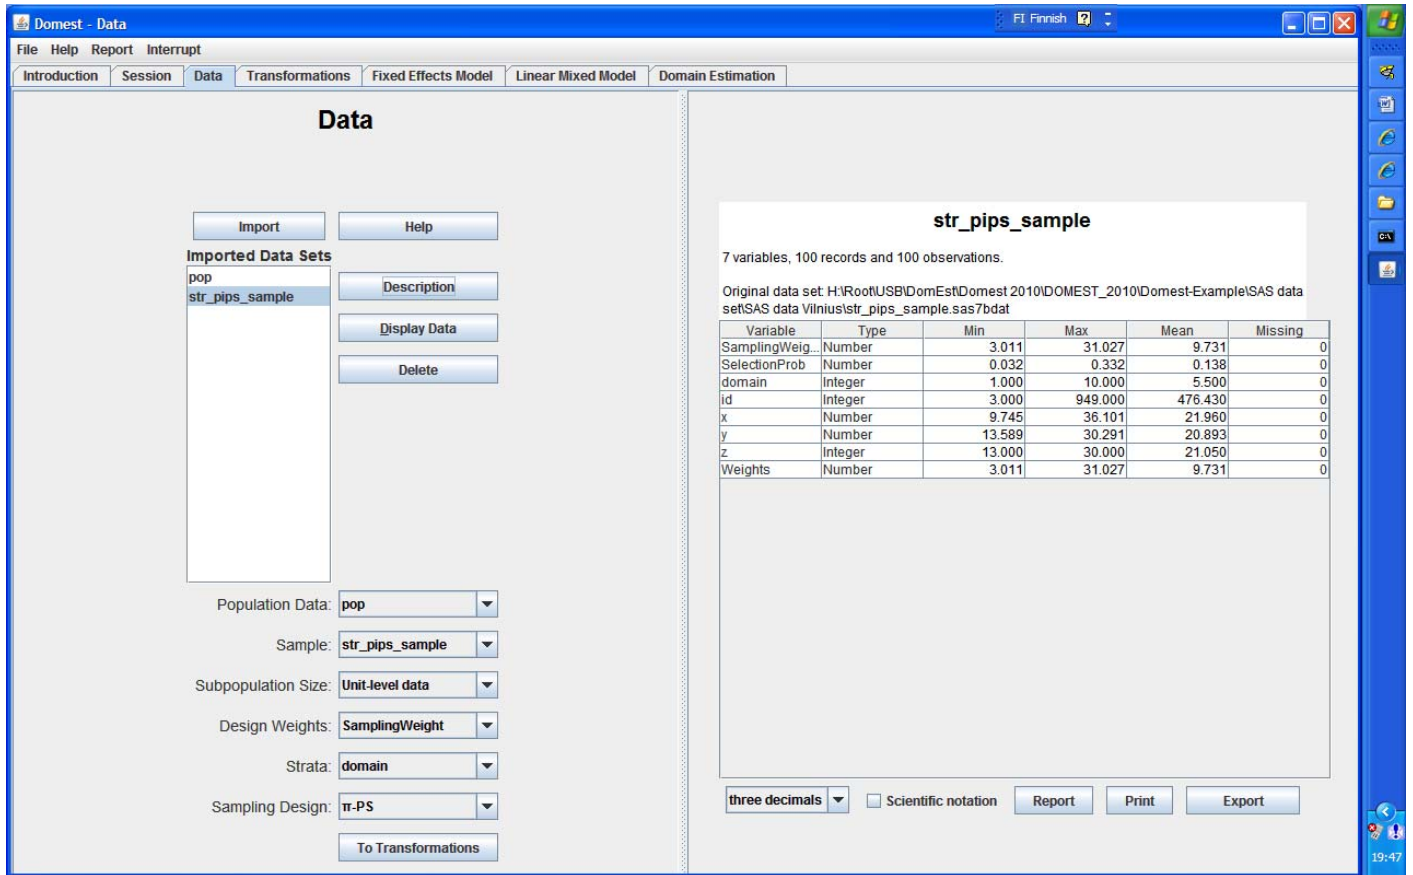 Domest - Data
FI Finnish
File Help Report Interrupt
Introduction Session Data Transformations Fixed Effects Model Linear Mixed Model Domain Estimation
Data
Import Help
Imported Data Sets
pop
str_pips_sample
Description
Display Data
Delete
Population Data: pop
Sample: str_pips_sample
Subpopulation Size: Unit-level data
Design Weights: SamplingWeight
Strata: domain
Sampling Design: π-PS
To Transformations
str_pips_sample
7 variables, 100 records and 100 observations.
Original data set: H:\Root\USB\DomEst\Domest 2010\DOMEST_2010\Domest-Example\SAS data
set\SAS data Vilnius\str_pips_sample.sas7bdat
Variable Type Min Max Mean Missing
SamplingWeig... Number 3.011 31.027 9.731 0
SelectionProb Number 0.032 0.332 0.138 0
domain Integer 1.000 10.000 5.500 0
id Integer 3.000 949.000 476.430 0
x Number 9.745 36.101 21.960 0
y Number 13.589 30.291 20.893 0
z Integer 13.000 30.000 21.050 0
Weights Number 3.011 31.027 9.731 0
three decimals Scientific notation Report Print Export
C:\
19:47